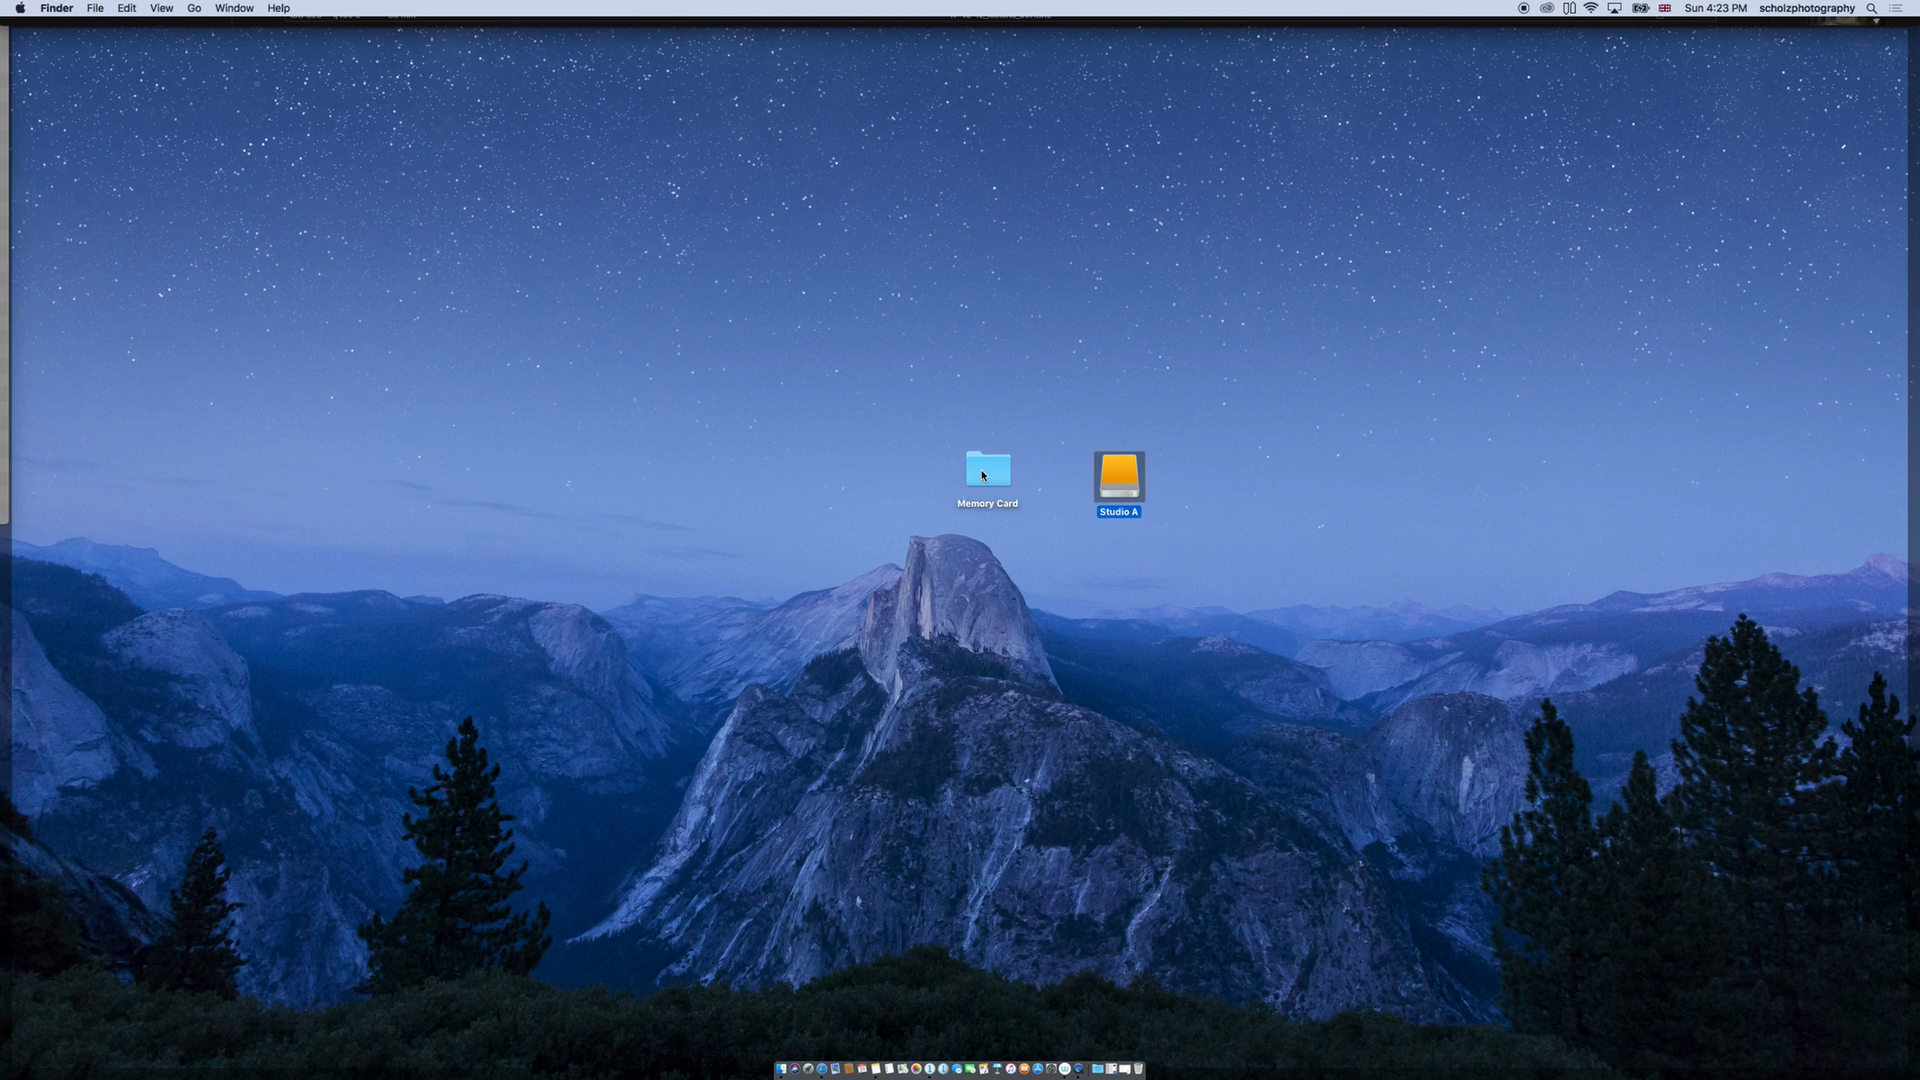 Finder File Edit View Go Window Help Sun 4:23 PM scholzphotography
Memory Card
Studio A